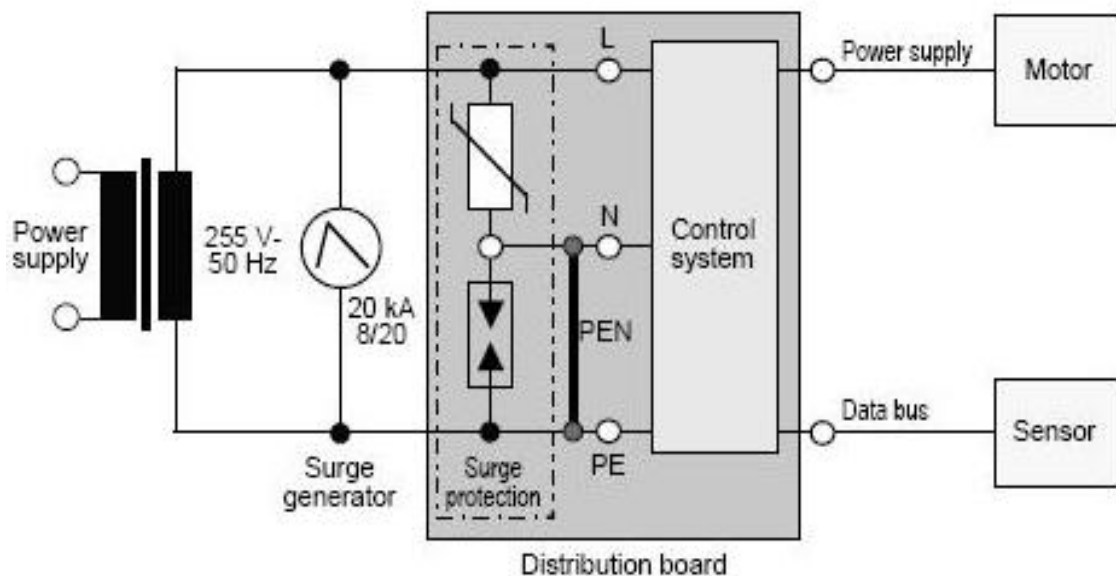 L
Power supply
Motor
Power
supply
255 V-
50 Hz
20 kA
8/20
N
PEN
Control
system
Data bus
Sensor
Surge
generator
Surge
protection
PE
Distribution board